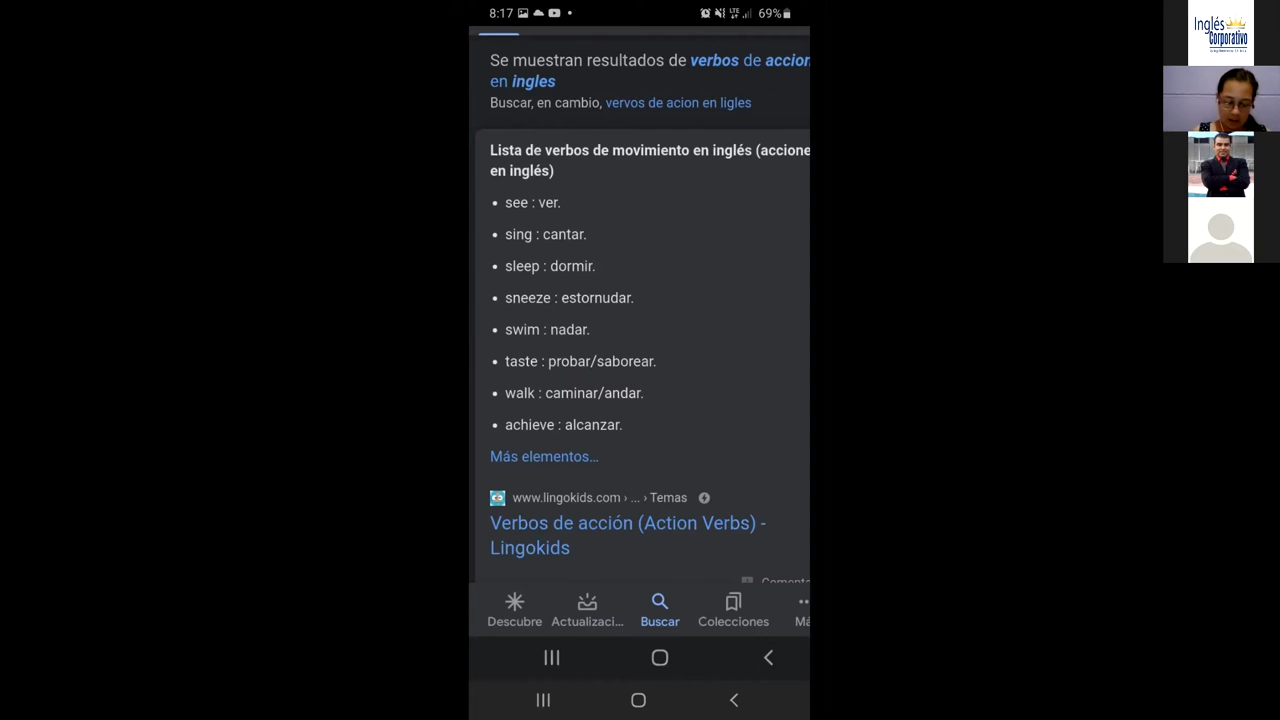 8:17
LTE
69%
Se muestran resultados de verbos de accion
en ingles
Buscar, en cambio, vervos de acion en ligles
Lista de verbos de movimiento en inglés (accione
en inglés)
• see : ver.
• sing : cantar.
• sleep : dormir.
• sneeze : estornudar.
• swim : nadar.
• taste : probar/saborear.
• walk : caminar/andar.
• achieve : alcanzar.
Más elementos...
www.lingokids.com › ... › Temas
Verbos de acción (Action Verbs) -
Lingokids
Comenta
Descubre
Actualizaci...
Buscar
Colecciones
Má
Inglés
Corporativo